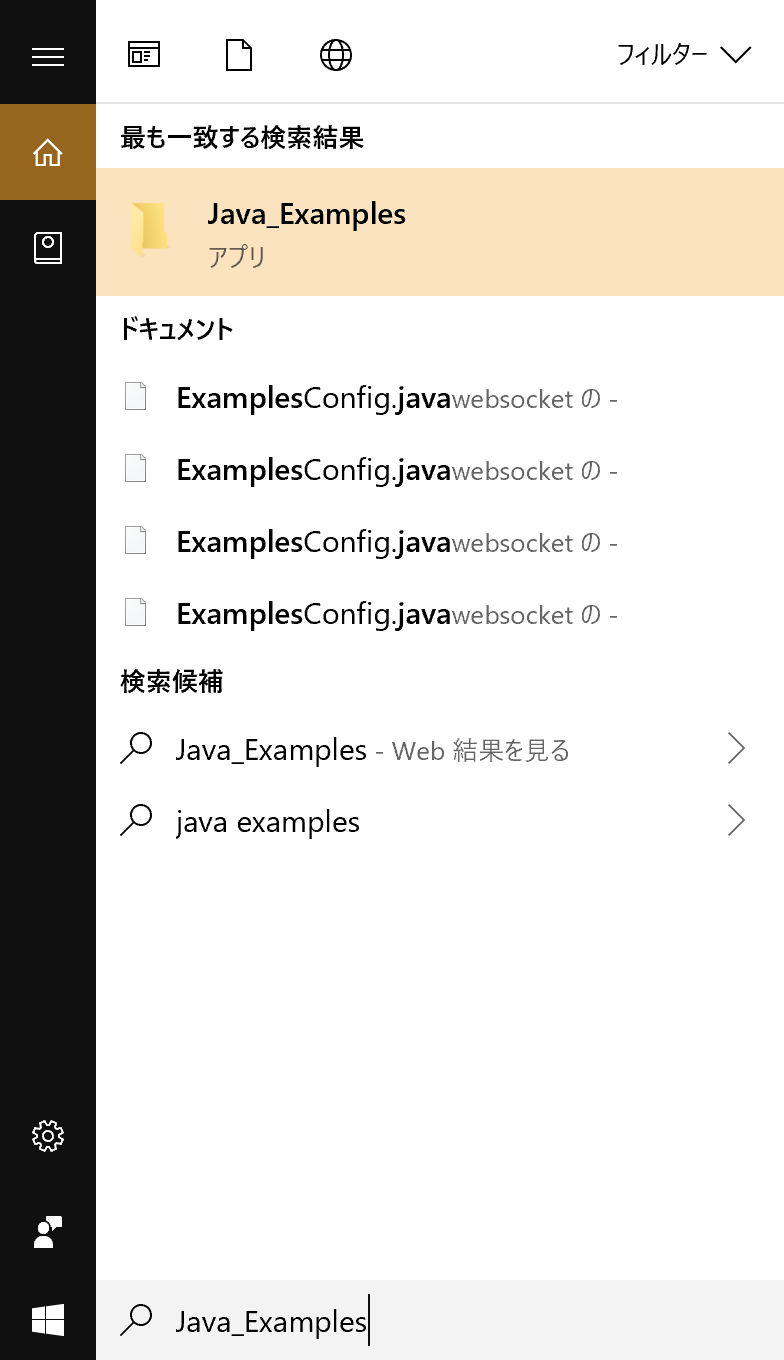 フィルター
最も一致する検索結果
Java_Examples
アプリ
ドキュメント
ExamplesConfig.javawebsocket の -
ExamplesConfig.javawebsocket の -
ExamplesConfig.javawebsocket の -
ExamplesConfig.javawebsocket の -
検索候補
Java_Examples - Web 結果を見る
java examples
Java_Examples